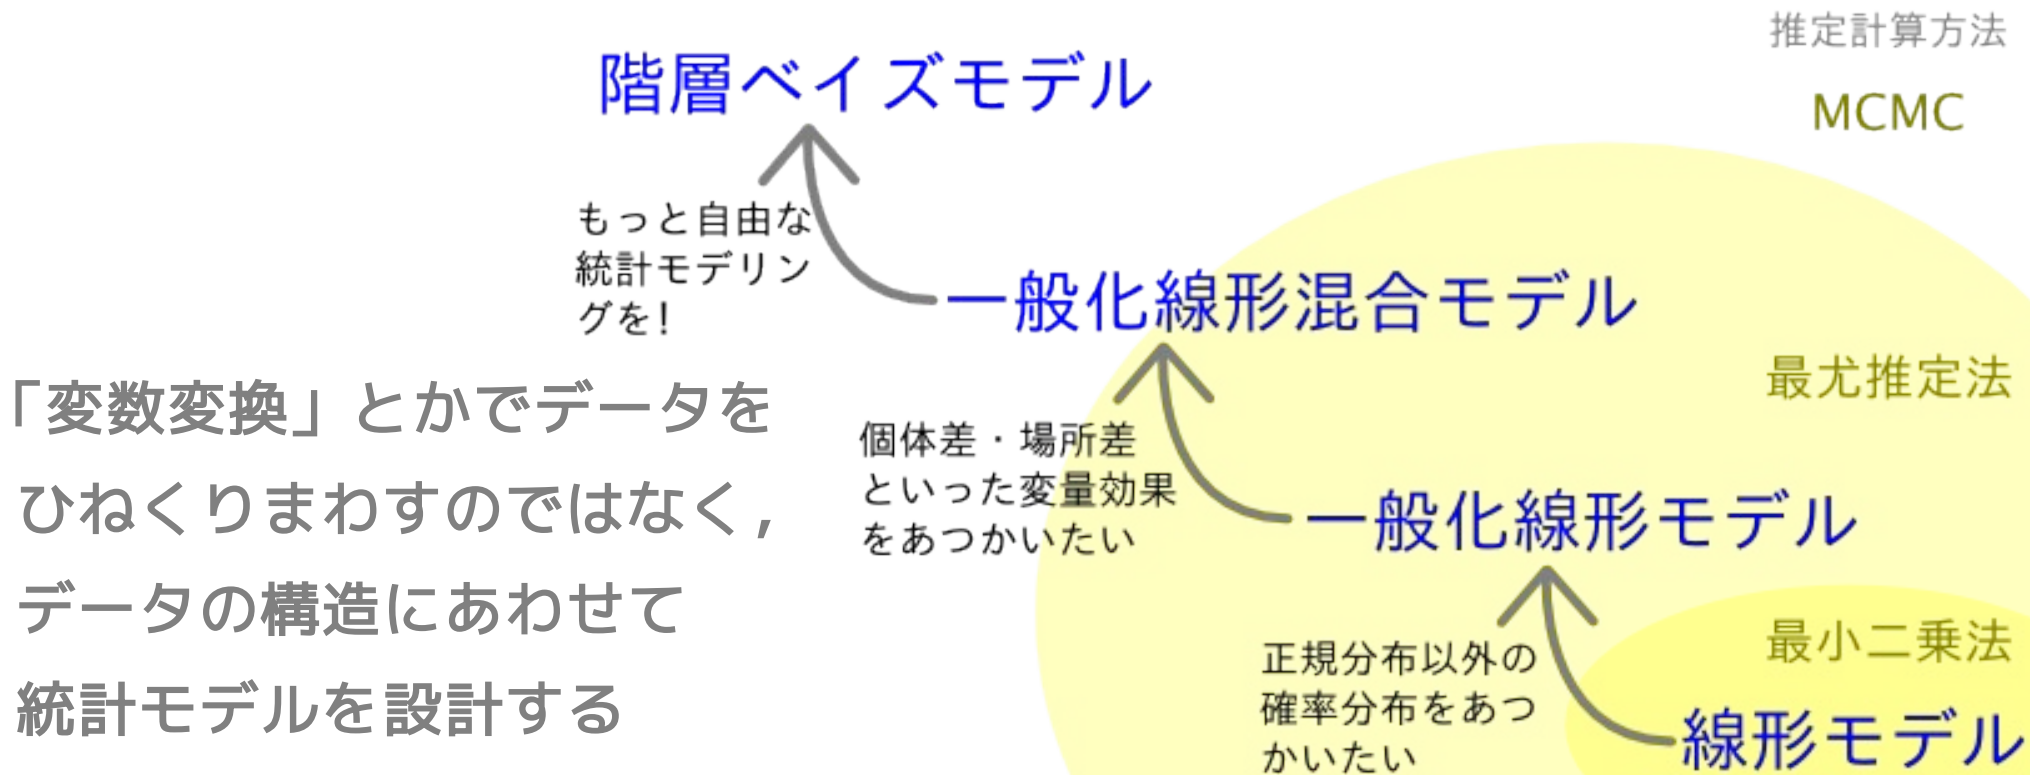 推定計算方法
階層ベイズモデル
MCMC
もっと自由な
統計モデリン
グを!
一般化線形混合モデル
最尤推定法
「変数変換」とかでデータを
ひねくりまわすのではなく,
データの構造にあわせて
統計モデルを設計する
個体差・場所差
といった変量効果
をあつかいたい
一般化線形モデル
最小二乗法
正規分布以外の
確率分布をあつ
かいたい
線形モデル